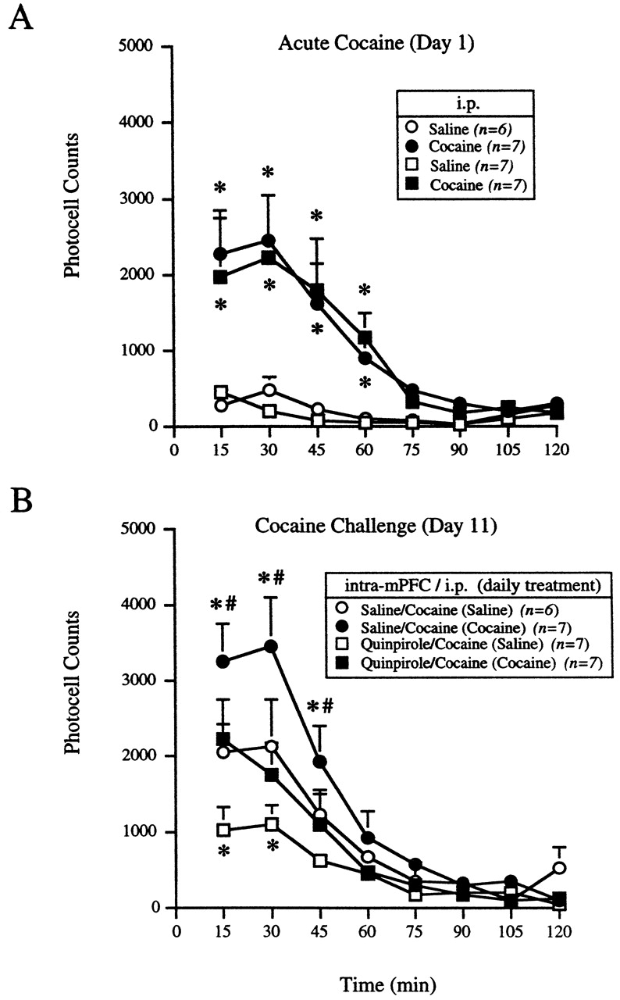 A
Acute Cocaine (Day 1)
5000
4000
3000
2000
1000
0
Photocell Counts
i.p.
Saline (n=6)
Cocaine (n=7)
Saline (n=7)
Cocaine (n=7)
* * * *
* * * *
0 15 30 45 60 75 90 105 120
B
Cocaine Challenge (Day 11)
5000
4000
3000
2000
1000
0
Photocell Counts
intra-mPFC / i.p. (daily treatment)
Saline/Cocaine (Saline) (n=6)
Saline/Cocaine (Cocaine) (n=7)
Quinpirole/Cocaine (Saline) (n=7)
Quinpirole/Cocaine (Cocaine) (n=7)
*# *# *#
* *
0 15 30 45 60 75 90 105 120
Time (min)